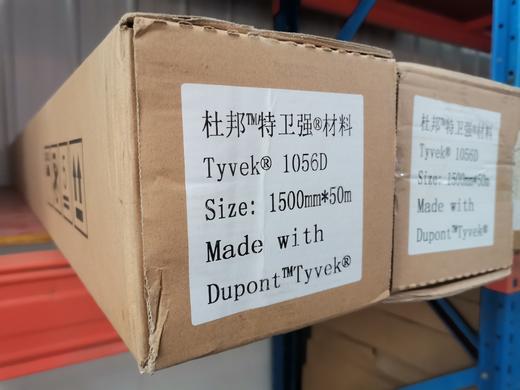 杜邦™特卫强®材料
Tyvek® 1056D
Size: 1500mm*50m
Made with
Dupont™Tyvek®
杜邦™特卫强®材料
Tyvek® 1056D
Size: 1500mm*50m
Made with
Dupont™Tyvek®